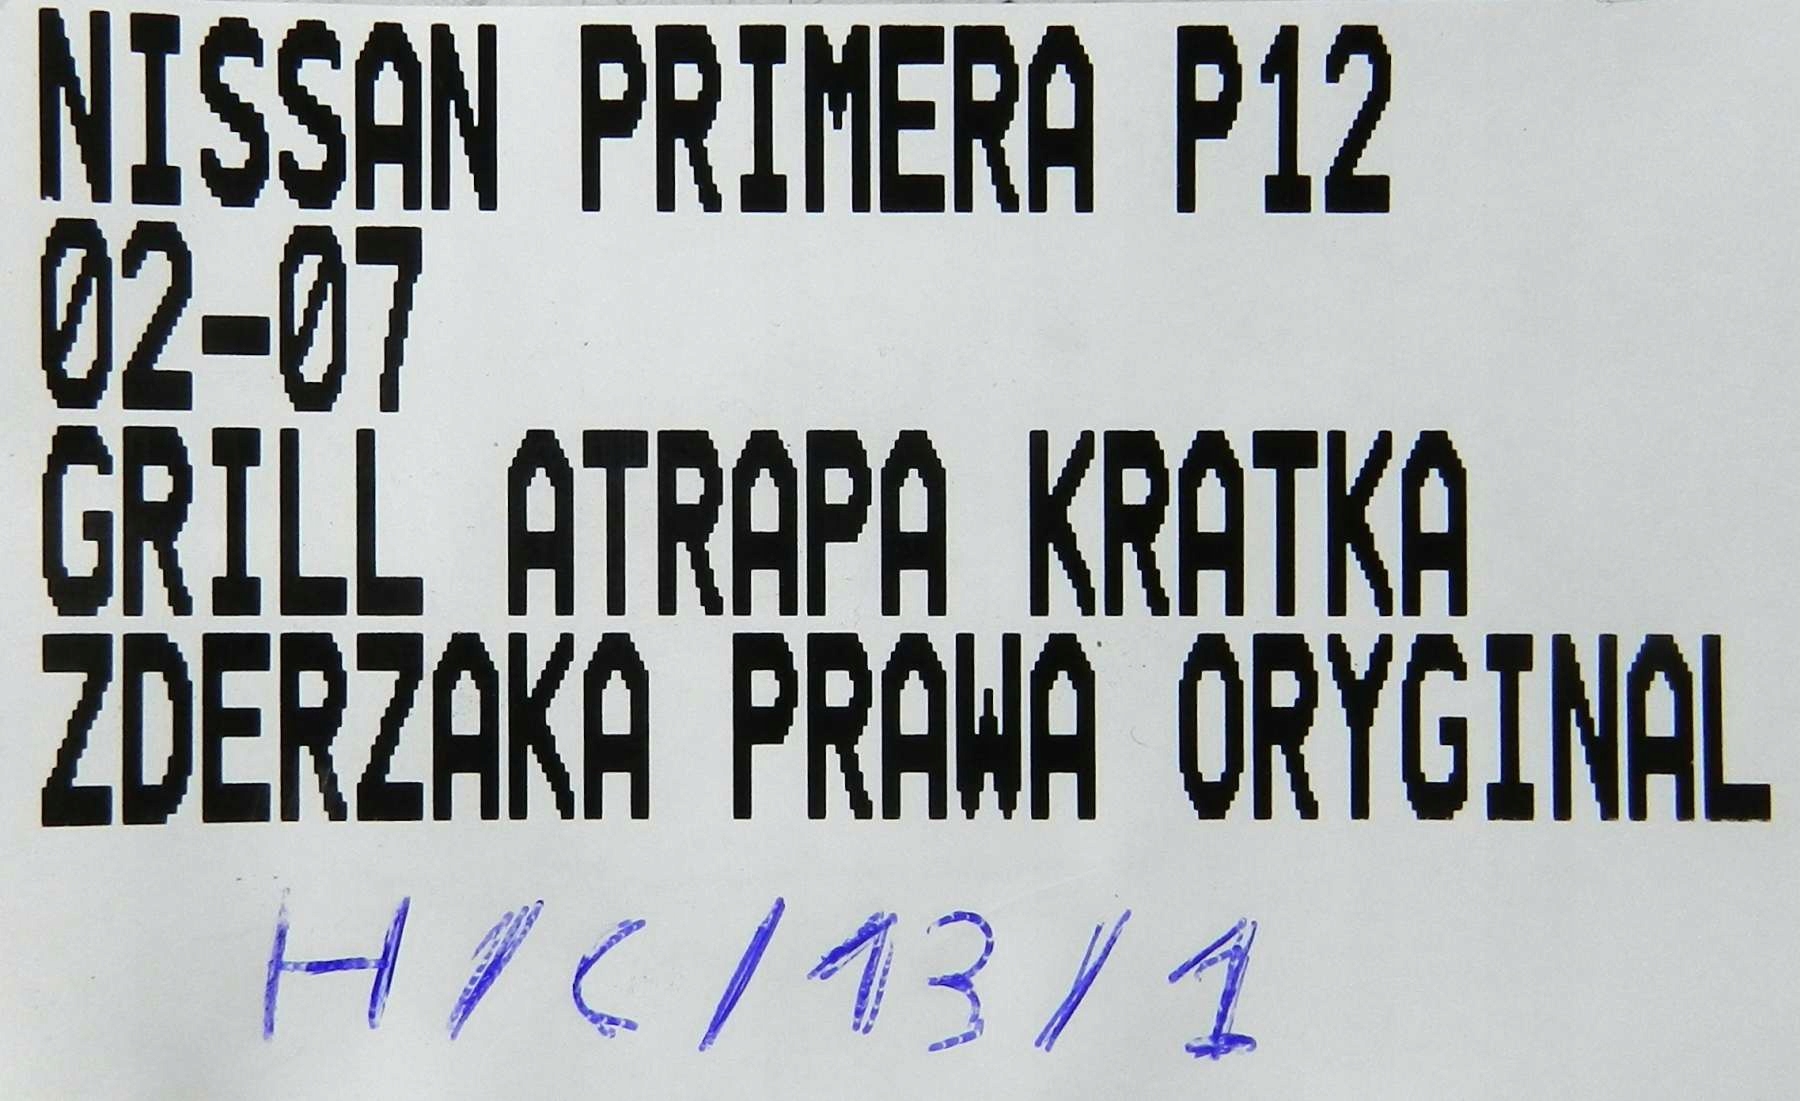 NISSAN PRIMERA P12
02-07
GRILL ATRAPA KRATKA
ZDERZAKA PRAWA ORYGINAL
H/C/13/1